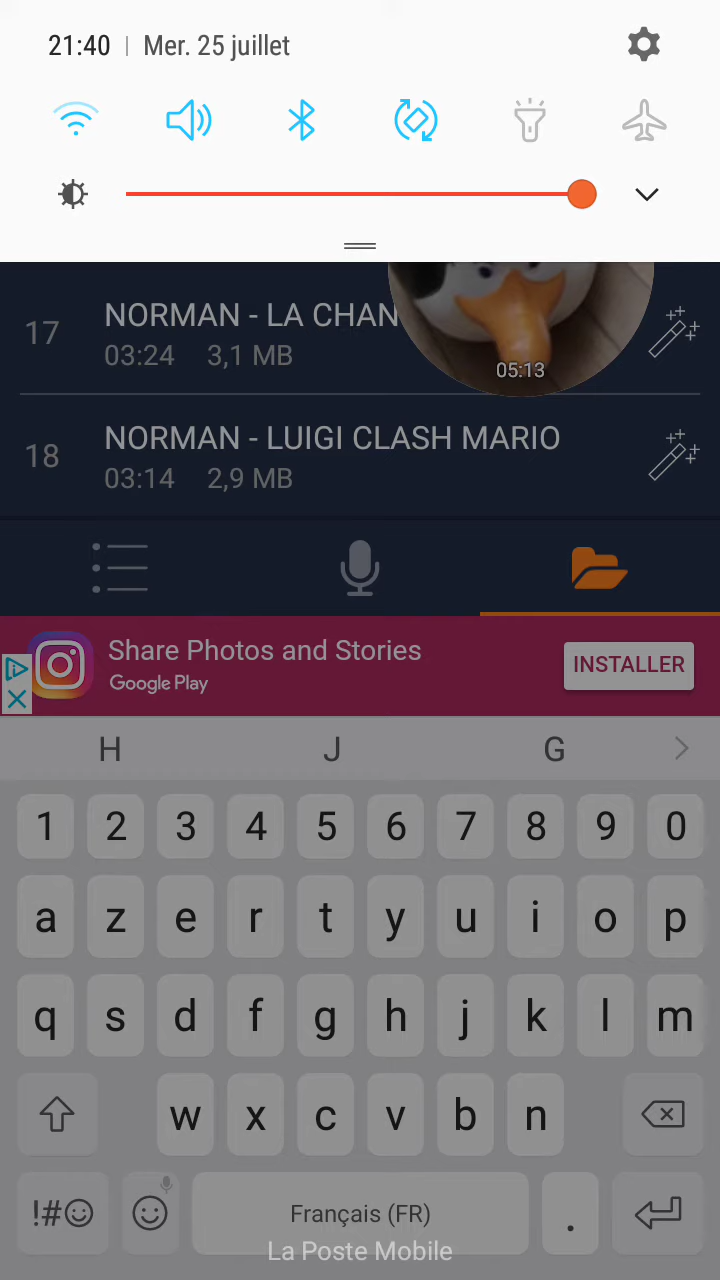 21:40 | Mer. 25 juillet
17
NORMAN - LA CHAN
03:24 3,1 MB
05:13
18
NORMAN - LUIGI CLASH MARIO
03:14 2,9 MB
Share Photos and Stories
Google Play
INSTALLER
H J G
1 2 3 4 5 6 7 8 9 0
a z e r t y u i o p
q s d f g h j k l m
w x c v b n
!# Français (FR) .
La Poste Mobile